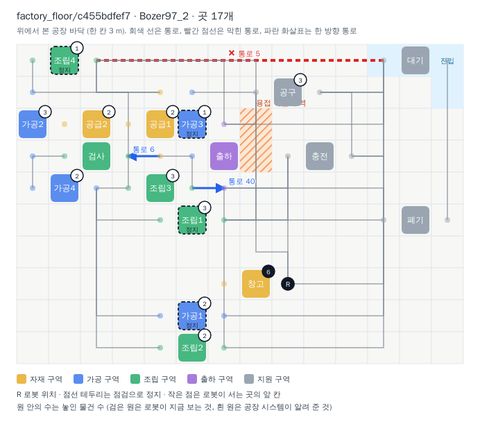 factory_floor/c455bdfef7 · Bozer97_2 · 곳 17개
위에서 본 공장 바닥 (한 칸 3 m). 회색 선은 통로, 빨간 점선은 막힌 통로, 파란 화살표는 한 방향 통로
✕ 통로 5
조립4
1
정지
대기
진입
공구
3
용접
역
가공2
3
공급2
2
공급1
2
가공3
1
정지
검사
통로 6
출하
충전
가공4
2
조립3
3
통로 40
조립1
3
정지
폐기
창고
6
R
가공1
2
정지
조립2
2
자재 구역
가공 구역
조립 구역
출하 구역
지원 구역
R 로봇 위치 · 점선 테두리는 점검으로 정지 · 작은 점은 로봇이 서는 곳의 앞 칸
원 안의 수는 놓인 물건 수 (검은 원은 로봇이 지금 보는 것, 흰 원은 공장 시스템이 알려 준 것)